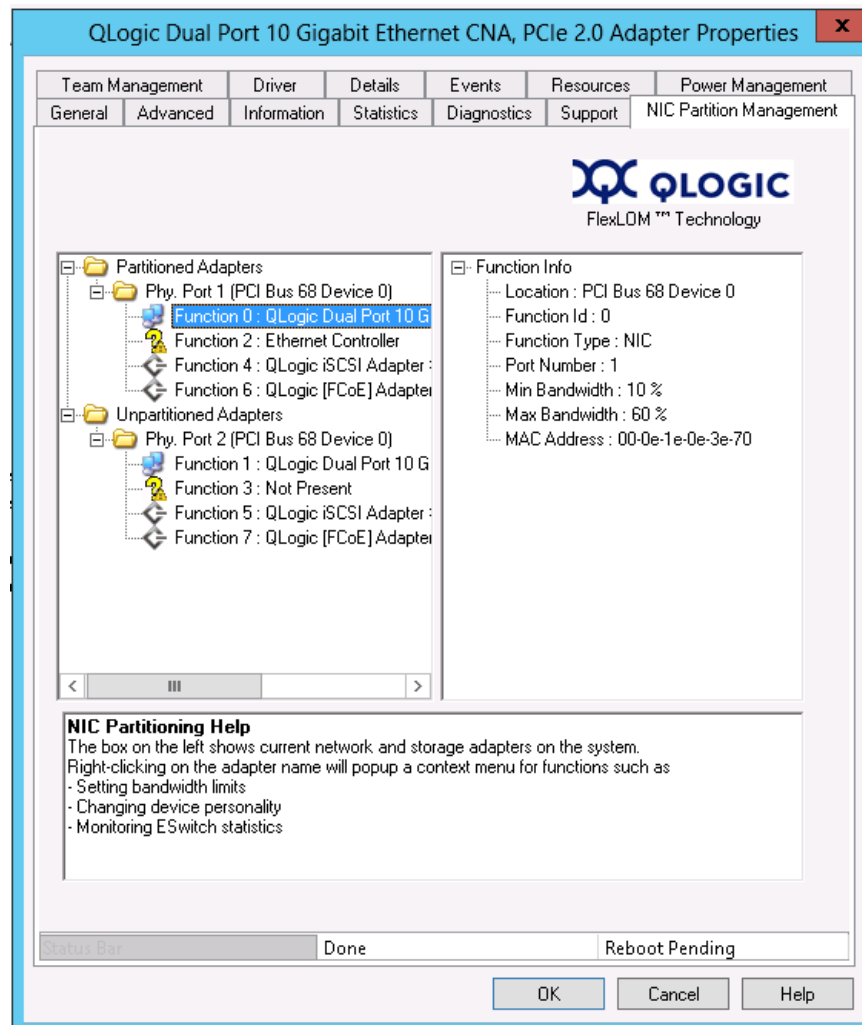 QLogic Dual Port 10 Gigabit Ethernet CNA, PCIe 2.0 Adapter Properties x
Team Management Driver Details Events Resources Power Management
General Advanced Information Statistics Diagnostics Support NIC Partition Management
QLOGIC
FlexLOM ™ Technology
Partitioned Adapters
Phy. Port 1 (PCI Bus 68 Device 0)
Function 0 : QLogic Dual Port 10 G
Function 2 : Ethernet Controller
Function 4 : QLogic iSCSI Adapter
Function 6 : QLogic [FCoE] Adapter
Unpartitioned Adapters
Phy. Port 2 (PCI Bus 68 Device 0)
Function 1 : QLogic Dual Port 10 G
Function 3 : Not Present
Function 5 : QLogic iSCSI Adapter
Function 7 : QLogic [FCoE] Adapter
Function Info
Location : PCI Bus 68 Device 0
Function Id : 0
Function Type : NIC
Port Number : 1
Min Bandwidth : 10 %
Max Bandwidth : 60 %
MAC Address : 00-0e-1e-0e-3e-70
NIC Partitioning Help
The box on the left shows current network and storage adapters on the system.
Right-clicking on the adapter name will popup a context menu for functions such as
- Setting bandwidth limits
- Changing device personality
- Monitoring ESwitch statistics
Status Bar Done Reboot Pending
OK Cancel Help